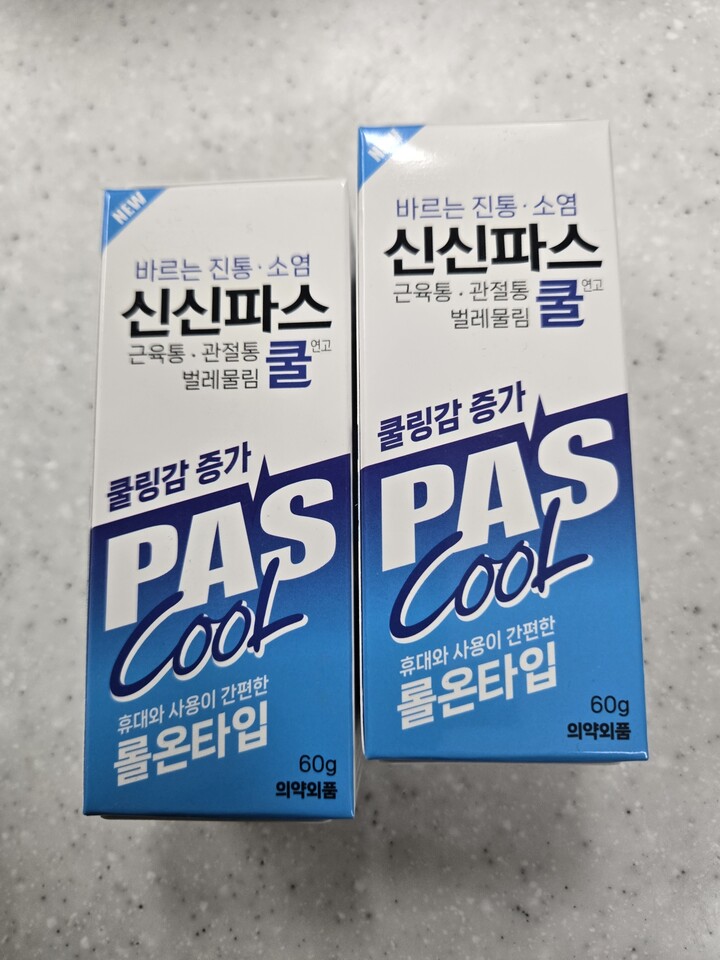 NEW
바르는 진통·소염
신신파스
근육통·관절통
벌레물림
쿨 연고
쿨링감 증가
PAS
COOL
휴대와 사용이 간편한
롤온타입
60g
의약외품
NEW
바르는 진통·소염
신신파스
근육통·관절통
벌레물림
쿨 연고
쿨링감 증가
PAS
COOL
휴대와 사용이 간편한
롤온타입
60g
의약외품